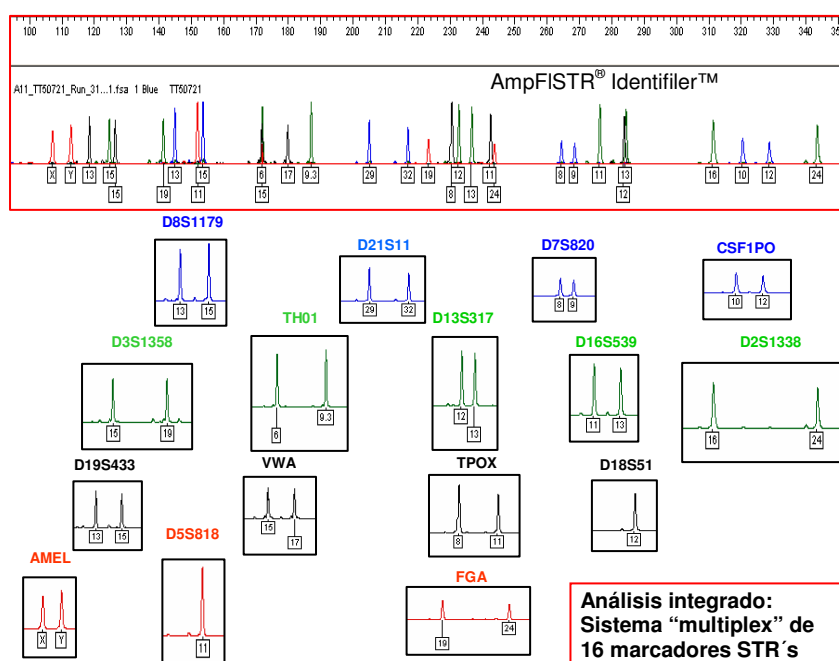 100 110 120 130 140 150 160 170 180 190 200 210 220 230 240 250 260 270 280 290 300 310 320 330 340 350
A11_TT50721_Run_31...1.fsa 1 Blue TT50721
AmpFlSTR® Identifiler™
X Y 13 15 19 13 15 6 17 9.3 29 32 19 12 11 8 9 11 13 16 10 12 24
15 11 15 8 13 24 12
D8S1179
13 15
D21S11
29 32
D7S820
8 9
CSF1PO
10 12
D3S1358
15 19
TH01
6 9.3
D13S317
12 13
D16S539
11 13
D2S1338
16 24
D19S433
13 15
VWA
15 17
TPOX
8 11
D18S51
12
AMEL
X Y
D5S818
11
FGA
19 24
Análisis integrado:
Sistema “multiplex” de
16 marcadores STR´s